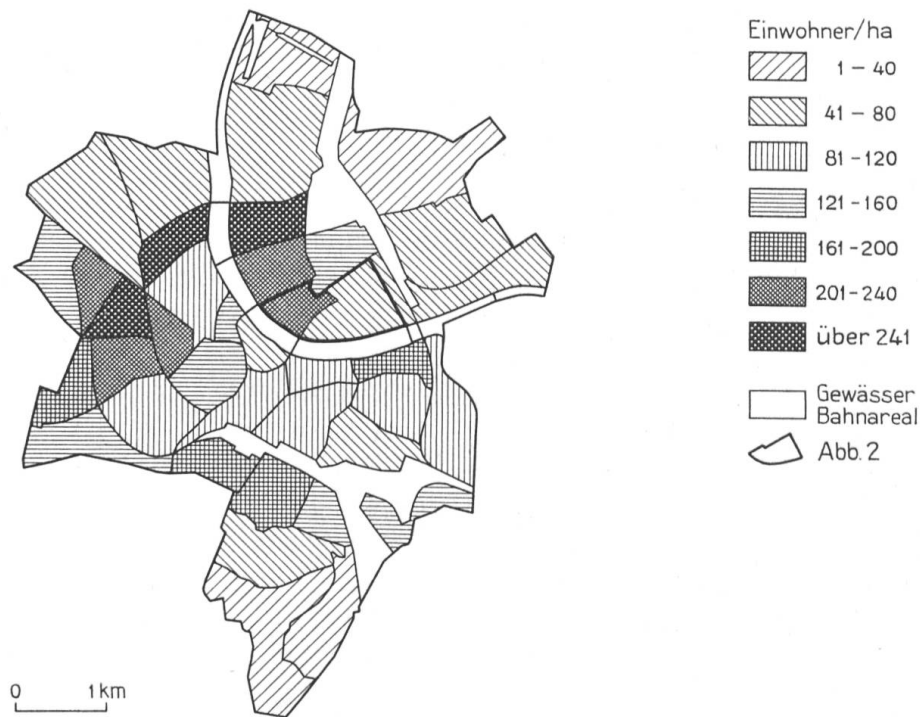 Einwohner/ha
1 – 40
41 – 80
81 – 120
121 – 160
161 – 200
201 – 240
über 241
Gewässer
Bahnareal
Abb. 2
0 1 km